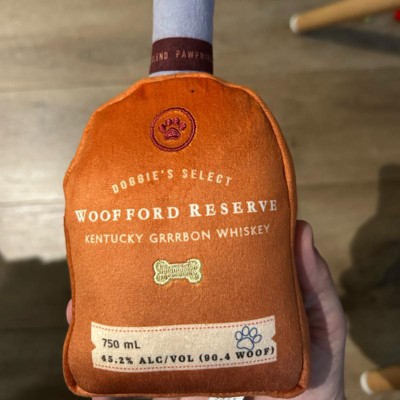 DOGGIE'S SELECT
WOOFFORD RESERVE
KENTUCKY GRRRBON WHISKEY
750 mL
45.2% ALC/VOL (90.4 WOOF)